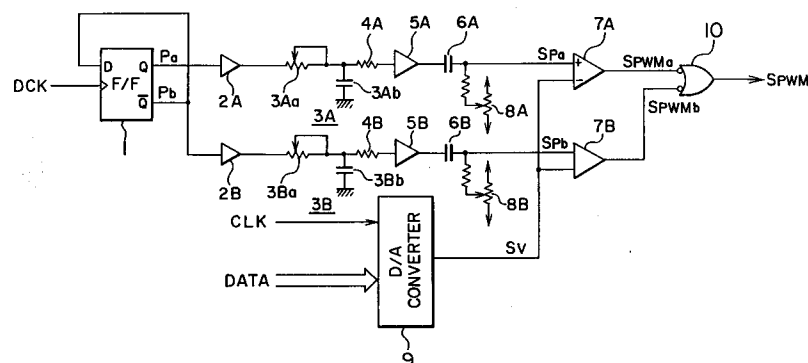 4A
5A
6A
7A
10
D
Q
Pa
F/F
Pb
Q
DCK
1
2A
3Aa
3Ab
3A
8A
SPa
+
-
SPWMa
SPWM
SPWMb
4B
5B
6B
SPb
7B
2B
3Ba
3Bb
3B
8B
CLK
DATA
D/A
CONVERTER
SV
9